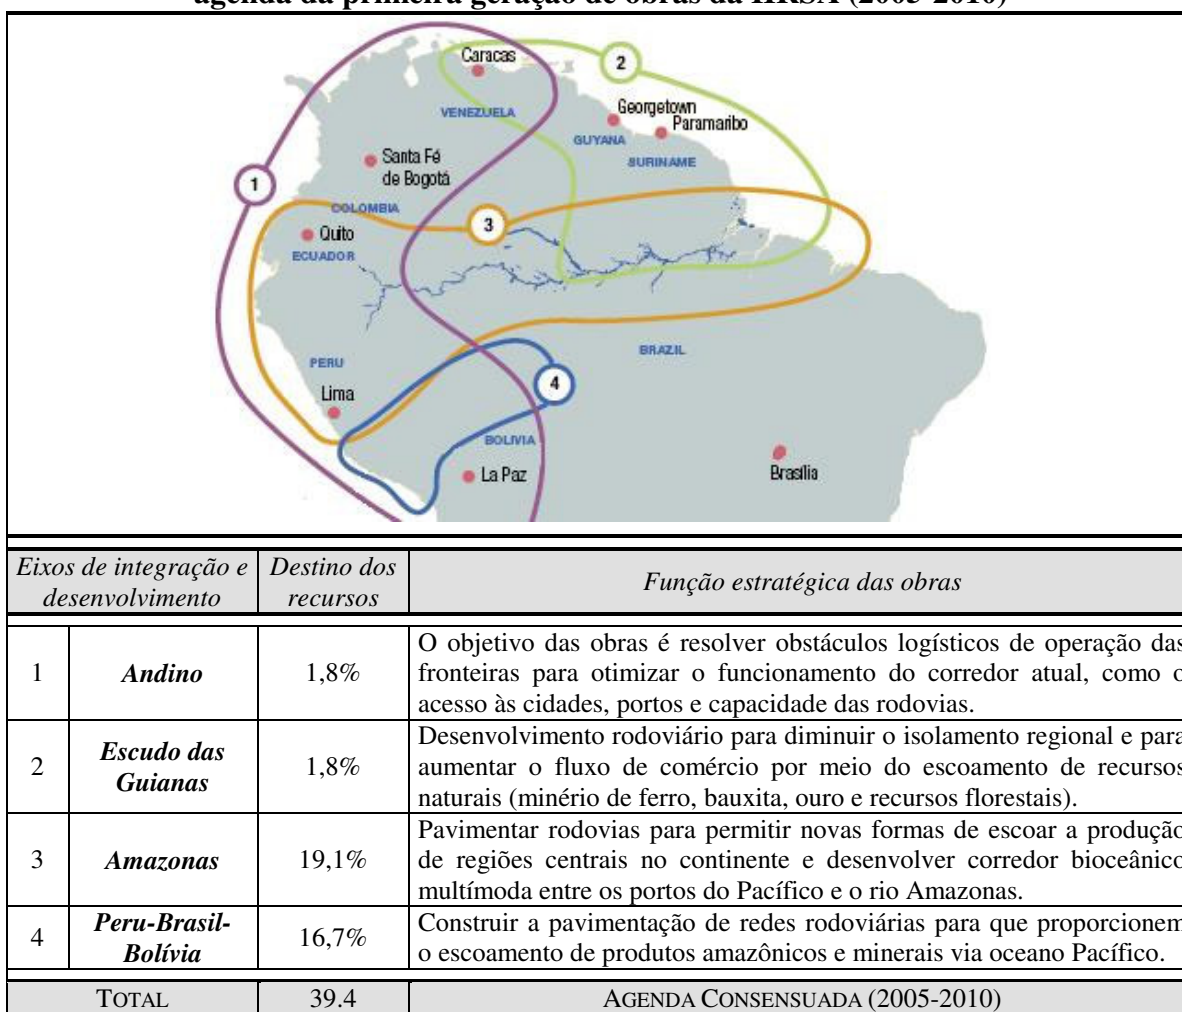 agenda da primeira geração de obras da IIRSA (2005-2010)
Caracas
2
VENEZUELA
Georgetown
Paramaribo
GUYANA
SURINAME
Santa Fé
de Bogotá
1
COLOMBIA
3
Quito
ECUADOR
BRAZIL
PERU
4
Lima
BOLIVIA
La Paz
Brasília
Eixos de integração e
desenvolvimento
Destino dos
recursos
Função estratégica das obras
1
Andino
1,8%
O objetivo das obras é resolver obstáculos logísticos de operação das
fronteiras para otimizar o funcionamento do corredor atual, como o
acesso às cidades, portos e capacidade das rodovias.
2
Escudo das
Guianas
1,8%
Desenvolvimento rodoviário para diminuir o isolamento regional e para
aumentar o fluxo de comércio por meio do escoamento de recursos
naturais (minério de ferro, bauxita, ouro e recursos florestais).
3
Amazonas
19,1%
Pavimentar rodovias para permitir novas formas de escoar a produção
de regiões centrais no continente e desenvolver corredor bioceânico
multímoda entre os portos do Pacífico e o rio Amazonas.
4
Peru-Brasil-
Bolívia
16,7%
Construir a pavimentação de redes rodoviárias para que proporcionem
o escoamento de produtos amazônicos e minerais via oceano Pacífico.
TOTAL
39.4
AGENDA CONSENSUADA (2005-2010)